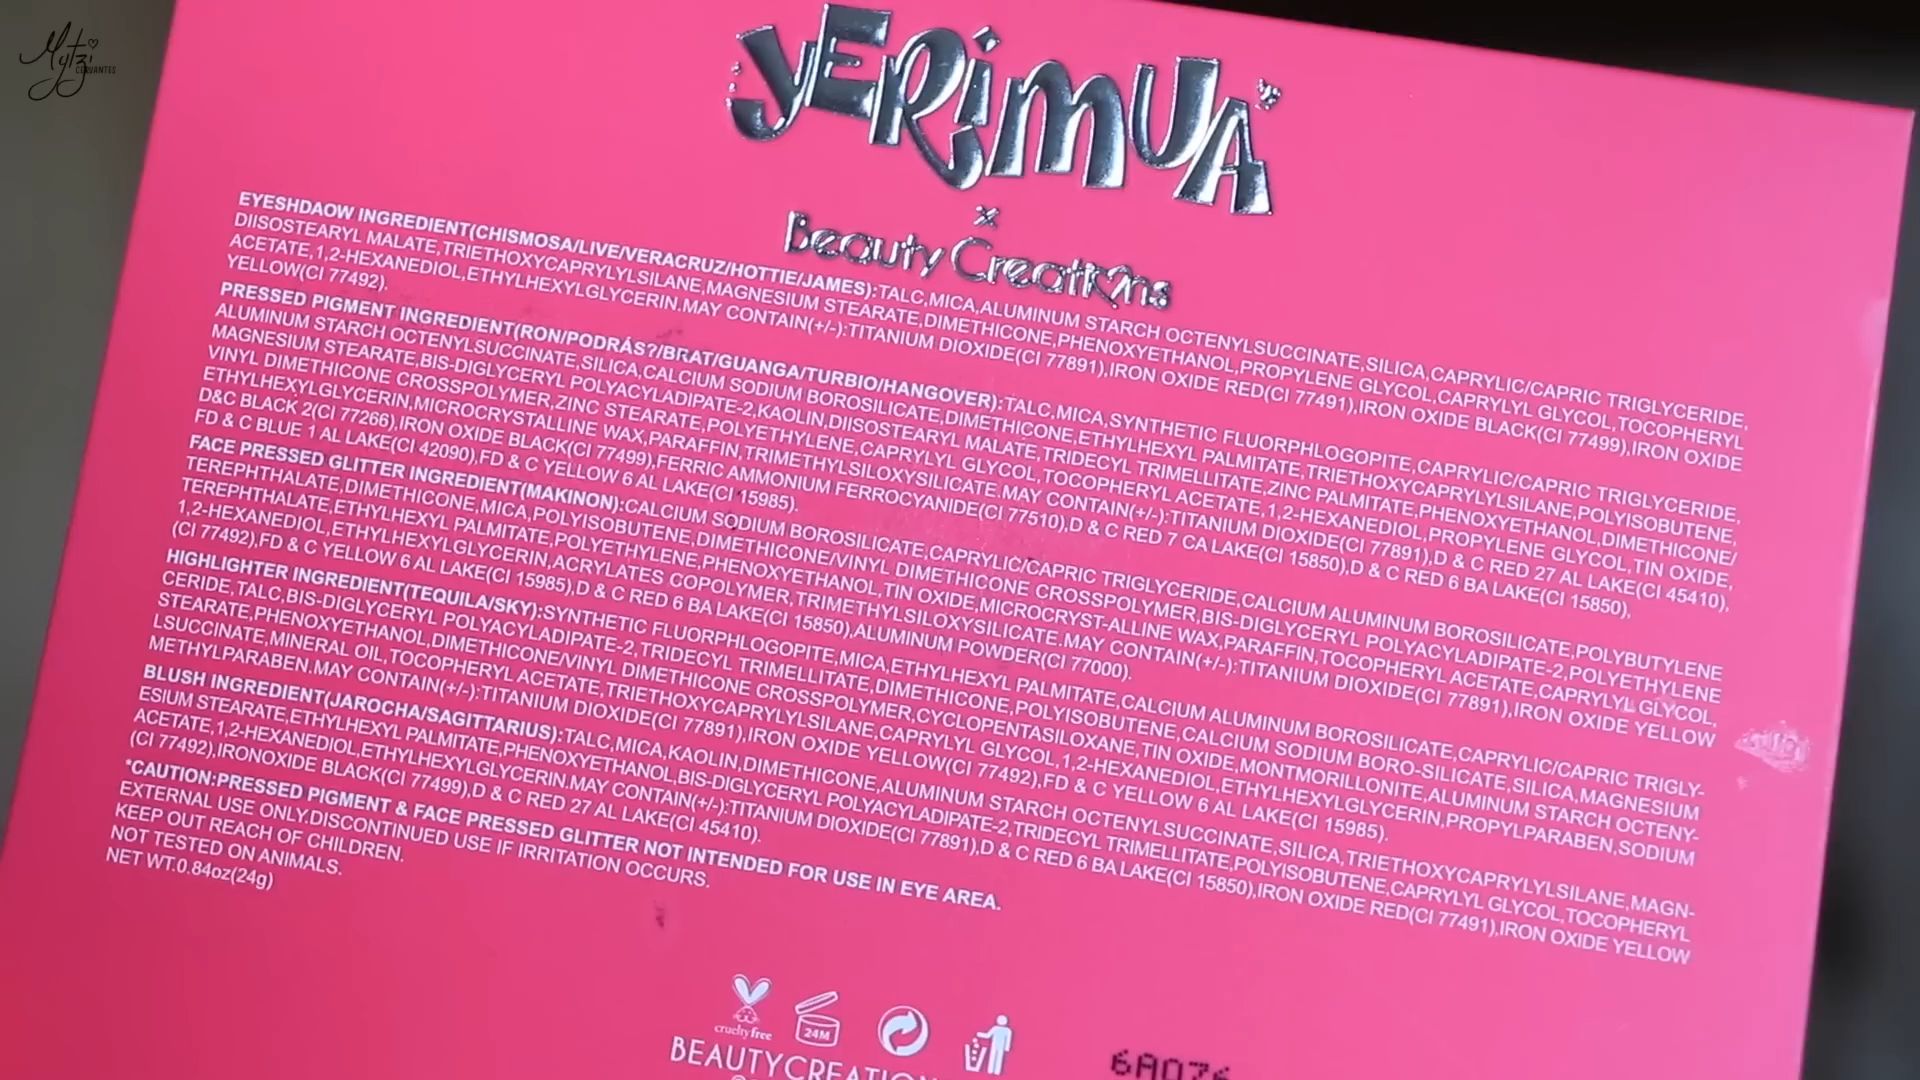 Mytzi
CERVANTES
YERIMUA
x
Beauty Creations
EYESHDAOW INGREDIENT(CHISMOSA/LIVE/VERACRUZ/HOTTIE/JAMES):TALC,MICA,ALUMINUM STARCH OCTENYLSUCCINATE,SILICA,CAPRYLIC/CAPRIC TRIGLYCERIDE,
DIISOSTEARYL MALATE,TRIETHOXYCAPRYLYLSILANE,MAGNESIUM STEARATE,DIMETHICONE,PHENOXYETHANOL,PROPYLENE GLYCOL,CAPRYLYL GLYCOL,TOCOPHERYL
ACETATE,1,2-HEXANEDIOL,ETHYLHEXYLGLYCERIN.MAY CONTAIN(+/-):TITANIUM DIOXIDE(CI 77891),IRON OXIDE RED(CI 77491),IRON OXIDE BLACK(CI 77499),IRON OXIDE
YELLOW(CI 77492).
PRESSED PIGMENT INGREDIENT(RON/PODRÁS?/BRAT/GUANGA/TURBIO/HANGOVER):TALC,MICA,SYNTHETIC FLUORPHLOGOPITE,CAPRYLIC/CAPRIC TRIGLYCERIDE,
ALUMINUM STARCH OCTENYLSUCCINATE,SILICA,CALCIUM SODIUM BOROSILICATE,DIMETHICONE,ETHYLHEXYL PALMITATE,TRIETHOXYCAPRYLYLSILANE,POLYISOBUTENE,
MAGNESIUM STEARATE,BIS-DIGLYCERYL POLYACYLADIPATE-2,KAOLIN,DIISOSTEARYL MALATE,TRIDECYL TRIMELLITATE,ZINC PALMITATE,PHENOXYETHANOL,DIMETHICONE/
VINYL DIMETHICONE CROSSPOLYMER,ZINC STEARATE,POLYETHYLENE,CAPRYLYL GLYCOL,TOCOPHERYL ACETATE,1,2-HEXANEDIOL,PROPYLENE GLYCOL,TIN OXIDE,
ETHYLHEXYLGLYCERIN,MICROCRYSTALLINE WAX,PARAFFIN,TRIMETHYLSILOXYSILICATE.MAY CONTAIN(+/-):TITANIUM DIOXIDE(CI 77891),D & C RED 27 AL LAKE(CI 45410),
D&C BLACK 2(CI 77266),IRON OXIDE BLACK(CI 77499),FERRIC AMMONIUM FERROCYANIDE(CI 77510),D & C RED 7 CA LAKE(CI 15850),D & C RED 6 BA LAKE(CI 15850),
FD & C BLUE 1 AL LAKE(CI 42090),FD & C YELLOW 6 AL LAKE(CI 15985).
FACE PRESSED GLITTER INGREDIENT(MAKINON):CALCIUM SODIUM BOROSILICATE,CAPRYLIC/CAPRIC TRIGLYCERIDE,CALCIUM ALUMINUM BOROSILICATE,POLYBUTYLENE
TEREPHTHALATE,DIMETHICONE,MICA,POLYISOBUTENE,DIMETHICONE/VINYL DIMETHICONE CROSSPOLYMER,BIS-DIGLYCERYL POLYACYLADIPATE-2,POLYETHYLENE
TEREPHTHALATE,ETHYLHEXYL PALMITATE,POLYETHYLENE,PHENOXYETHANOL,TIN OXIDE,MICROCRYST-ALLINE WAX,PARAFFIN,TOCOPHERYL ACETATE,CAPRYLYL GLYCOL,
1,2-HEXANEDIOL,ETHYLHEXYLGLYCERIN,ACRYLATES COPOLYMER,TRIMETHYLSILOXYSILICATE.MAY CONTAIN(+/-):TITANIUM DIOXIDE(CI 77891),IRON OXIDE YELLOW
(CI 77492),FD & C YELLOW 6 AL LAKE(CI 15985),D & C RED 6 BA LAKE(CI 15850),ALUMINUM POWDER(CI 77000).
HIGHLIGHTER INGREDIENT(TEQUILA/SKY):SYNTHETIC FLUORPHLOGOPITE,MICA,ETHYLHEXYL PALMITATE,CALCIUM ALUMINUM BOROSILICATE,CAPRYLIC/CAPRIC TRIGLY-
CERIDE,TALC,BIS-DIGLYCERYL POLYACYLADIPATE-2,TRIDECYL TRIMELLITATE,DIMETHICONE,POLYISOBUTENE,CALCIUM SODIUM BORO-SILICATE,SILICA,MAGNESIUM
STEARATE,PHENOXYETHANOL,DIMETHICONE/VINYL DIMETHICONE CROSSPOLYMER,CYCLOPENTASILOXANE,TIN OXIDE,MONTMORILLONITE,ALUMINUM STARCH OCTENY-
LSUCCINATE,MINERAL OIL,TOCOPHERYL ACETATE,TRIETHOXYCAPRYLYLSILANE,CAPRYLYL GLYCOL,1,2-HEXANEDIOL,ETHYLHEXYLGLYCERIN,PROPYLPARABEN,SODIUM
METHYLPARABEN.MAY CONTAIN(+/-):TITANIUM DIOXIDE(CI 77891),IRON OXIDE YELLOW(CI 77492),FD & C YELLOW 6 AL LAKE(CI 15985).
BLUSH INGREDIENT(JAROCHA/SAGITTARIUS):TALC,MICA,KAOLIN,DIMETHICONE,ALUMINUM STARCH OCTENYLSUCCINATE,SILICA,TRIETHOXYCAPRYLYLSILANE,MAGN-
ESIUM STEARATE,ETHYLHEXYL PALMITATE,PHENOXYETHANOL,BIS-DIGLYCERYL POLYACYLADIPATE-2,TRIDECYL TRIMELLITATE,POLYISOBUTENE,CAPRYLYL GLYCOL,TOCOPHERYL
ACETATE,1,2-HEXANEDIOL,ETHYLHEXYLGLYCERIN.MAY CONTAIN(+/-):TITANIUM DIOXIDE(CI 77891),D & C RED 6 BA LAKE(CI 15850),IRON OXIDE RED(CI 77491),IRON OXIDE YELLOW
(CI 77492),IRONOXIDE BLACK(CI 77499),D & C RED 27 AL LAKE(CI 45410).
*CAUTION:PRESSED PIGMENT & FACE PRESSED GLITTER NOT INTENDED FOR USE IN EYE AREA.
EXTERNAL USE ONLY.DISCONTINUED USE IF IRRITATION OCCURS.
KEEP OUT REACH OF CHILDREN.
NOT TESTED ON ANIMALS.
NET WT.0.84oz(24g)
crueltyfree
24M
BEAUTYCREATION
6A076